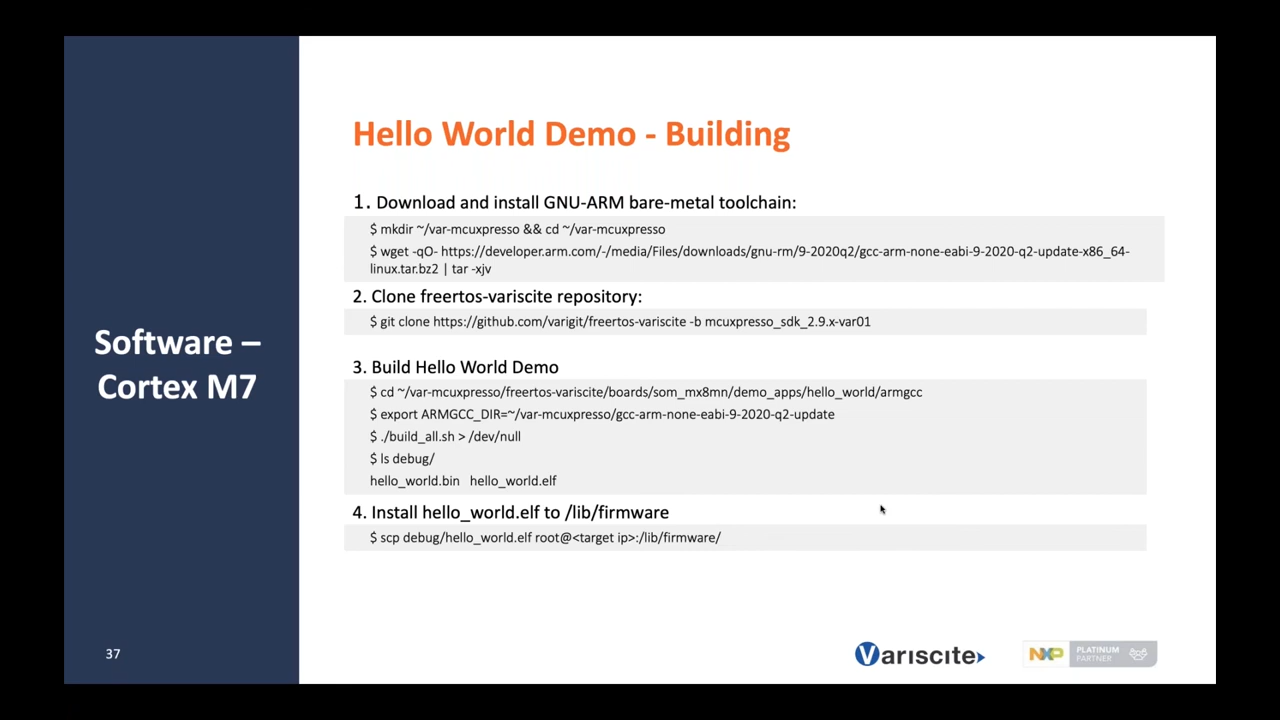 Hello World Demo - Building
1. Download and install GNU-ARM bare-metal toolchain:
$ mkdir ~/var-mcuxpresso && cd ~/var-mcuxpresso
$ wget -qO- https://developer.arm.com/-/media/Files/downloads/gnu-rm/9-2020q2/gcc-arm-none-eabi-9-2020-q2-update-x86_64-
linux.tar.bz2 | tar -xjv
2. Clone freertos-variscite repository:
$ git clone https://github.com/varigit/freertos-variscite -b mcuxpresso_sdk_2.9.x-var01
3. Build Hello World Demo
$ cd ~/var-mcuxpresso/freertos-variscite/boards/som_mx8mn/demo_apps/hello_world/armgcc
$ export ARMGCC_DIR=~/var-mcuxpresso/gcc-arm-none-eabi-9-2020-q2-update
$ ./build_all.sh > /dev/null
$ ls debug/
hello_world.bin hello_world.elf
4. Install hello_world.elf to /lib/firmware
$ scp debug/hello_world.elf root@<target ip>:/lib/firmware/
Software –
Cortex M7
37
Variscite
NXP
PLATINUM
PARTNER